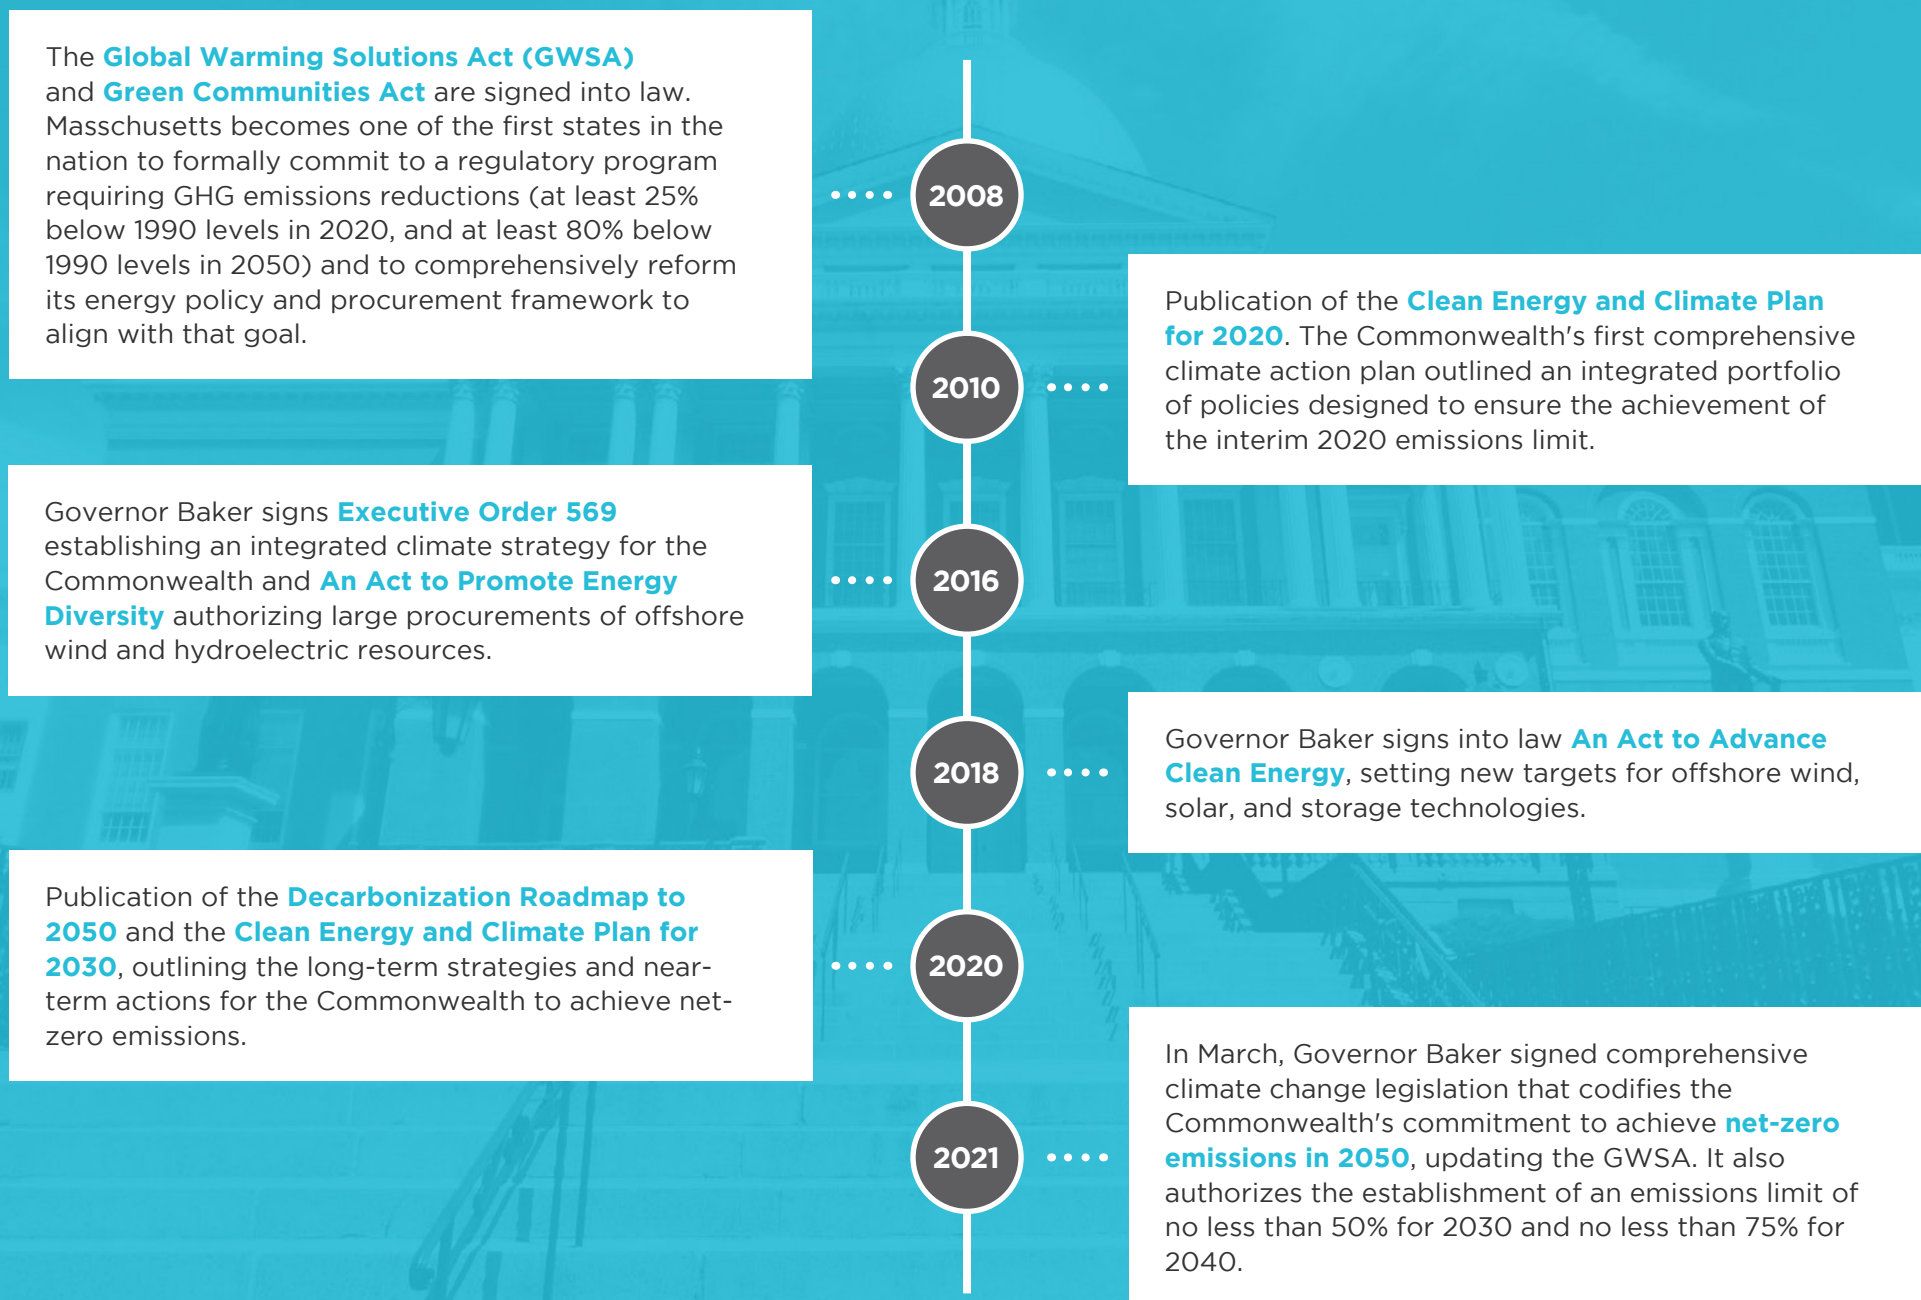 The Global Warming Solutions Act (GWSA)
and Green Communities Act are signed into law.
Masschusetts becomes one of the first states in the
nation to formally commit to a regulatory program
requiring GHG emissions reductions (at least 25%
below 1990 levels in 2020, and at least 80% below
1990 levels in 2050) and to comprehensively reform
its energy policy and procurement framework to
align with that goal.
2008
2010
Publication of the Clean Energy and Climate Plan
for 2020. The Commonwealth's first comprehensive
climate action plan outlined an integrated portfolio
of policies designed to ensure the achievement of
the interim 2020 emissions limit.
Governor Baker signs Executive Order 569
establishing an integrated climate strategy for the
Commonwealth and An Act to Promote Energy
Diversity authorizing large procurements of offshore
wind and hydroelectric resources.
2016
2018
Governor Baker signs into law An Act to Advance
Clean Energy, setting new targets for offshore wind,
solar, and storage technologies.
Publication of the Decarbonization Roadmap to
2050 and the Clean Energy and Climate Plan for
2030, outlining the long-term strategies and near-
term actions for the Commonwealth to achieve net-
zero emissions.
2020
2021
In March, Governor Baker signed comprehensive
climate change legislation that codifies the
Commonwealth's commitment to achieve net-zero
emissions in 2050, updating the GWSA. It also
authorizes the establishment of an emissions limit of
no less than 50% for 2030 and no less than 75% for
2040.